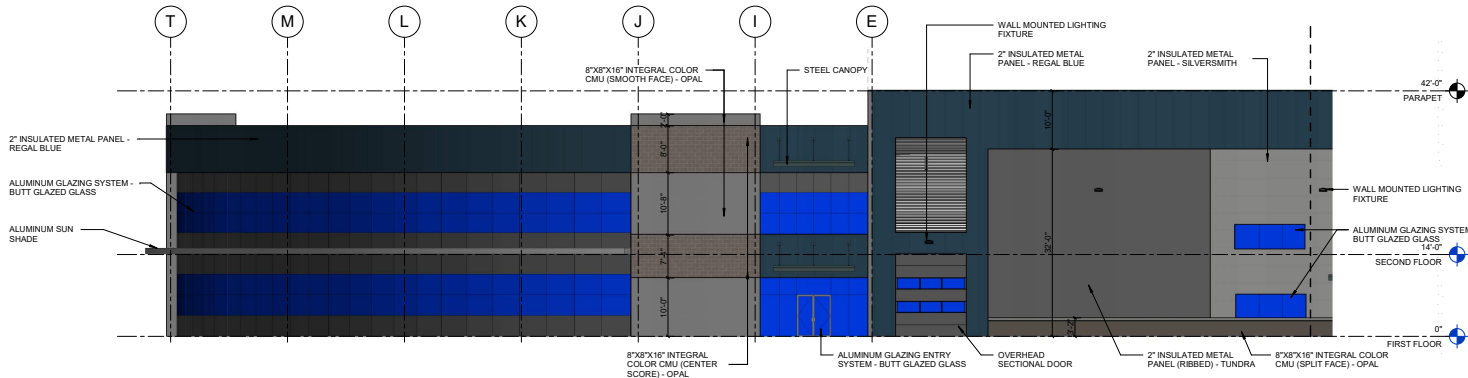 T
M
L
K
J
I
E
WALL MOUNTED LIGHTING
FIXTURE
8"X8"X16" INTEGRAL COLOR
CMU (SMOOTH FACE) - OPAL
STEEL CANOPY
2" INSULATED METAL
PANEL - REGAL BLUE
2" INSULATED METAL
PANEL - SILVERSMITH
42'-0"
PARAPET
2" INSULATED METAL PANEL -
REGAL BLUE
2'-0"
8'-0"
10'-0"
ALUMINUM GLAZING SYSTEM -
BUTT GLAZED GLASS
10'-8"
WALL MOUNTED LIGHTING
FIXTURE
ALUMINUM SUN
SHADE
ALUMINUM GLAZING SYSTEM
BUTT GLAZED GLASS
32'-0"
7'-4"
14'-0"
SECOND FLOOR
10'-0"
3'-2"
0"
FIRST FLOOR
8"X8"X16" INTEGRAL
COLOR CMU (CENTER
SCORE) - OPAL
ALUMINUM GLAZING ENTRY
SYSTEM - BUTT GLAZED GLASS
OVERHEAD
SECTIONAL DOOR
2" INSULATED METAL
PANEL (RIBBED) - TUNDRA
8"X8"X16" INTEGRAL COLOR
CMU (SPLIT FACE) - OPAL